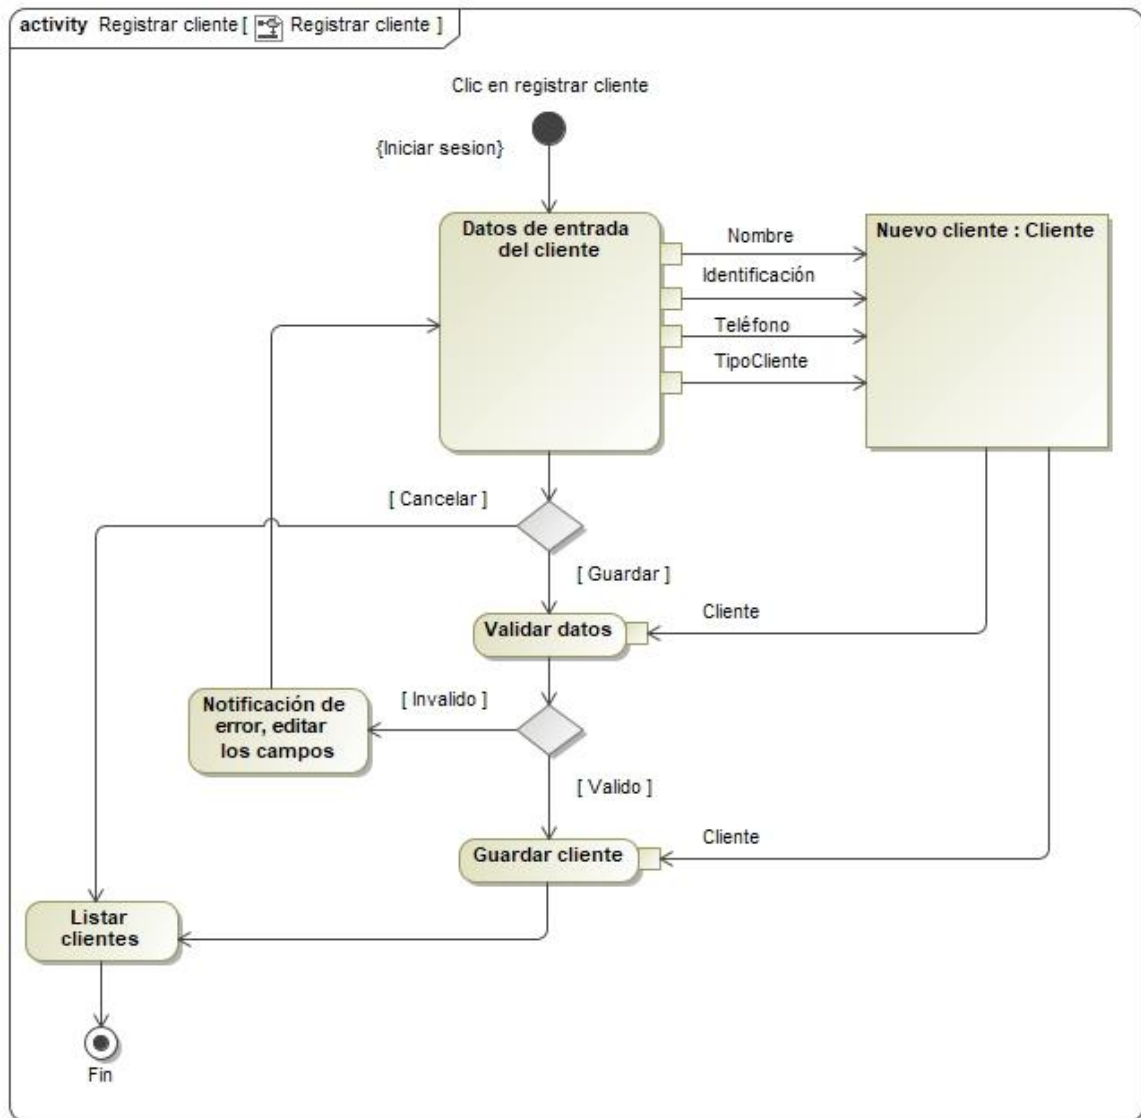 activity Registrar cliente [ Registrar cliente ]
Clic en registrar cliente
{Iniciar sesion}
Datos de entrada
del cliente
Nombre
Identificación
Teléfono
TipoCliente
Nuevo cliente : Cliente
[ Cancelar ]
[ Guardar ]
Validar datos
Cliente
[ Invalido ]
Notificación de
error, editar
los campos
[ Valido ]
Guardar cliente
Cliente
Listar
clientes
Fin